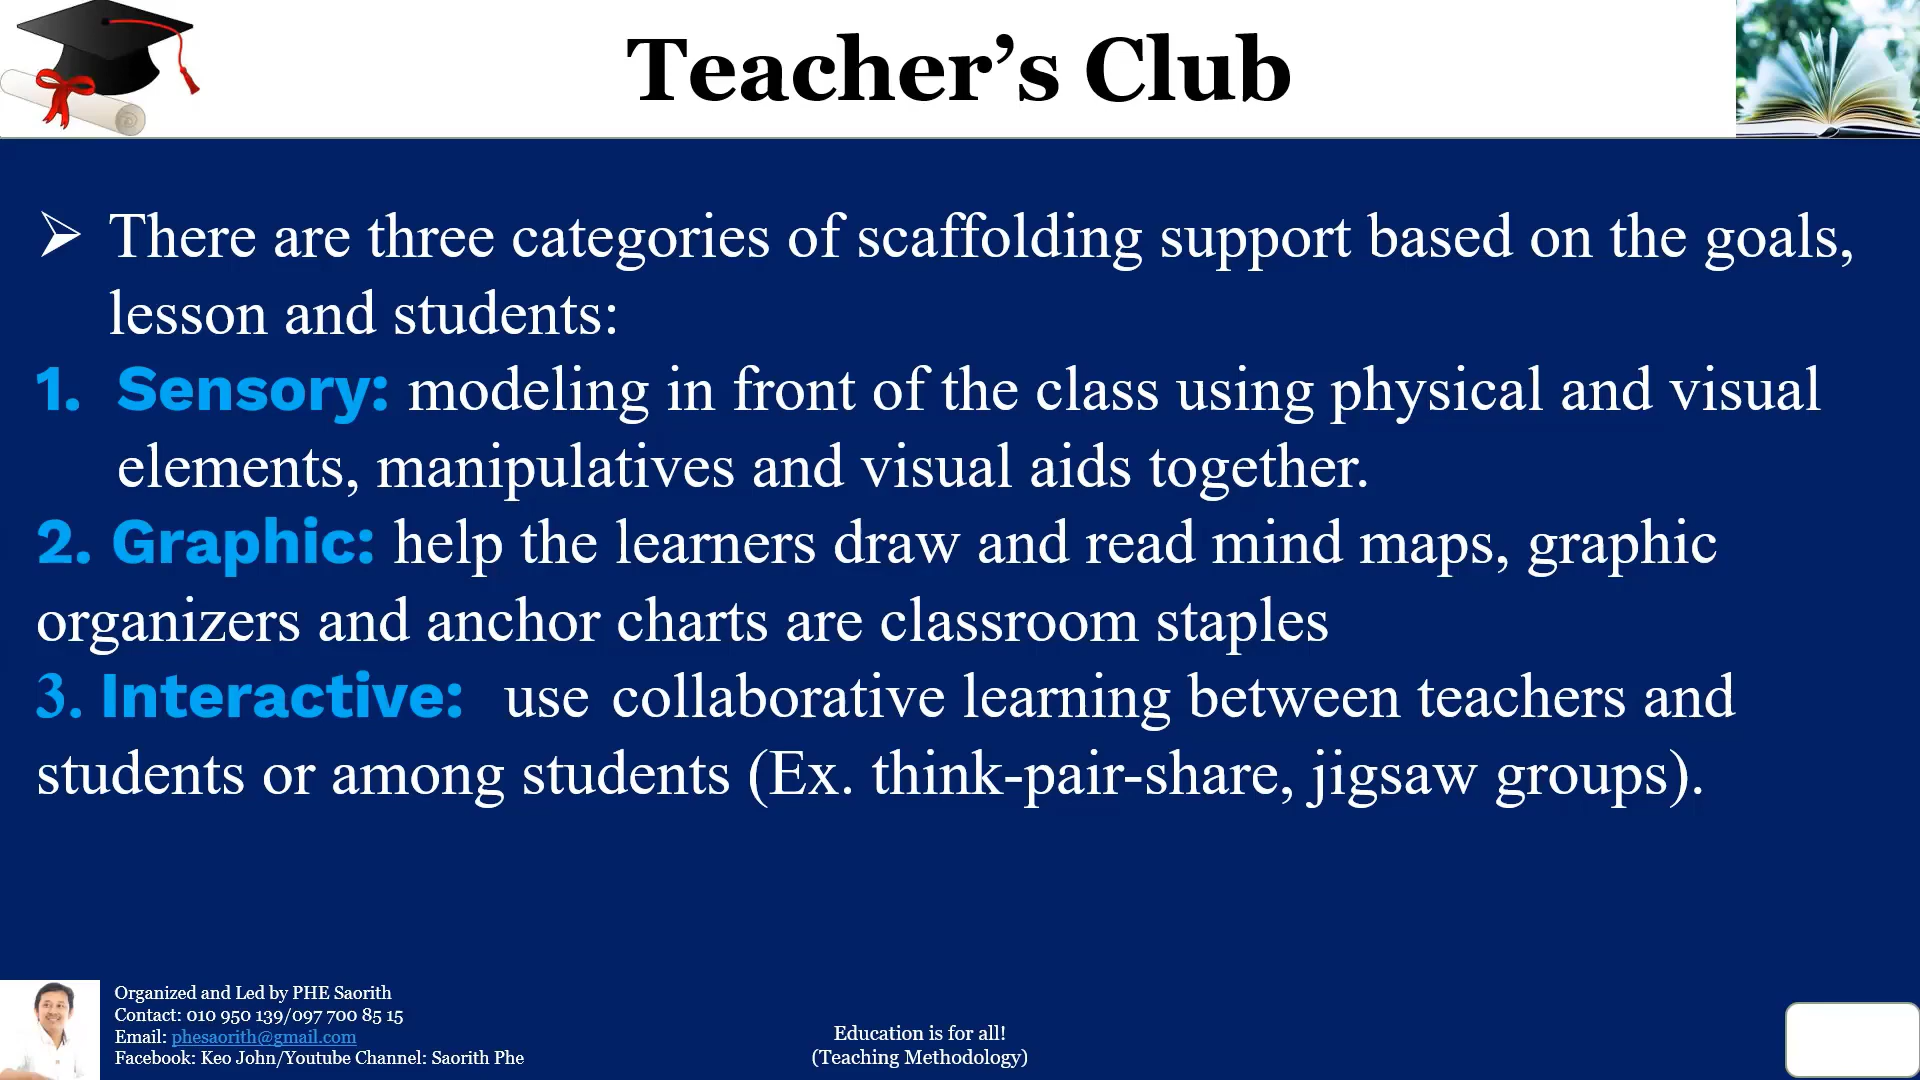 Teacher’s Club
➢ There are three categories of scaffolding support based on the goals,
lesson and students:
1. Sensory: modeling in front of the class using physical and visual
elements, manipulatives and visual aids together.
2. Graphic: help the learners draw and read mind maps, graphic
organizers and anchor charts are classroom staples
3. Interactive: use collaborative learning between teachers and
students or among students (Ex. think-pair-share, jigsaw groups).
Organized and Led by PHE Saorith
Contact: 010 950 139/097 700 85 15
Email: phesaorith@gmail.com
Facebook: Keo John/Youtube Channel: Saorith Phe
Education is for all!
(Teaching Methodology)